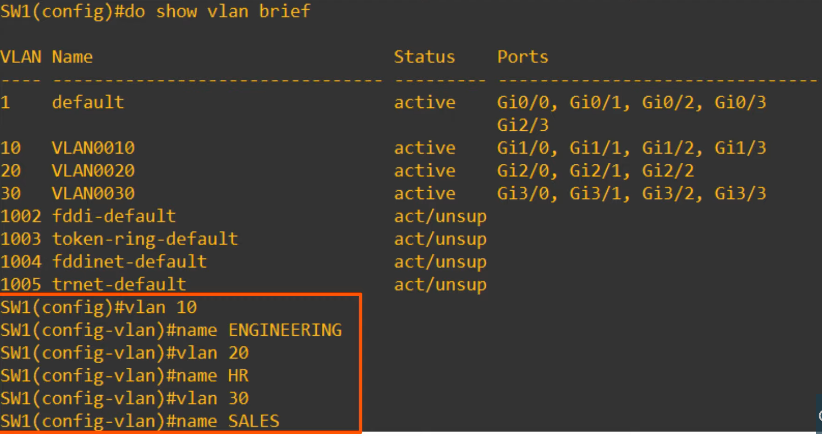 SW1(config)#do show vlan brief
VLAN Name                             Status    Ports
---- -------------------------------- --------- -------------------------------
1    default                          active    Gi0/0, Gi0/1, Gi0/2, Gi0/3
                                                Gi2/3
10   VLAN0010                         active    Gi1/0, Gi1/1, Gi1/2, Gi1/3
20   VLAN0020                         active    Gi2/0, Gi2/1, Gi2/2
30   VLAN0030                         active    Gi3/0, Gi3/1, Gi3/2, Gi3/3
1002 fddi-default                     act/unsup
1003 token-ring-default               act/unsup
1004 fddinet-default                  act/unsup
1005 trnet-default                    act/unsup
SW1(config)#vlan 10
SW1(config-vlan)#name ENGINEERING
SW1(config-vlan)#vlan 20
SW1(config-vlan)#name HR
SW1(config-vlan)#vlan 30
SW1(config-vlan)#name SALES